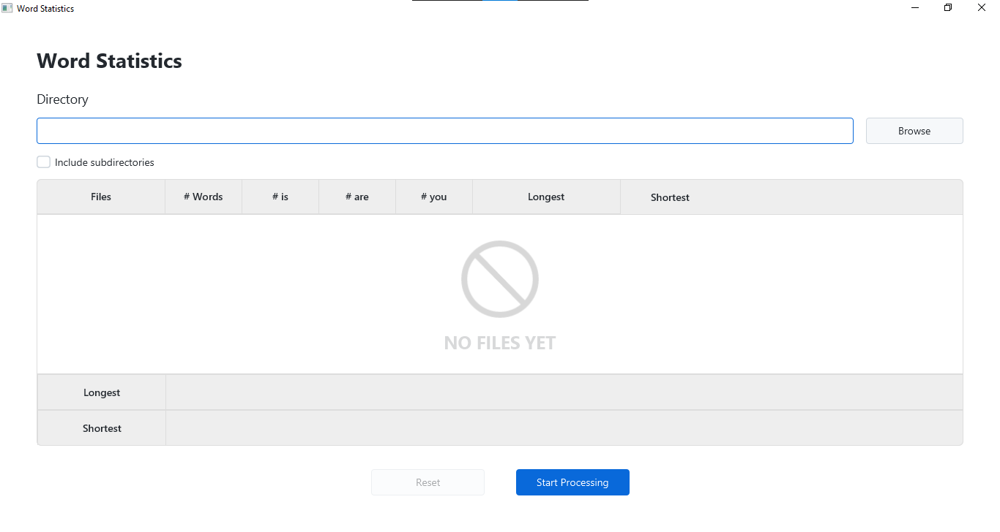 Word Statistics
Word Statistics
Directory
Browse
Include subdirectories
Files # Words # is # are # you Longest Shortest
NO FILES YET
Longest
Shortest
Reset Start Processing